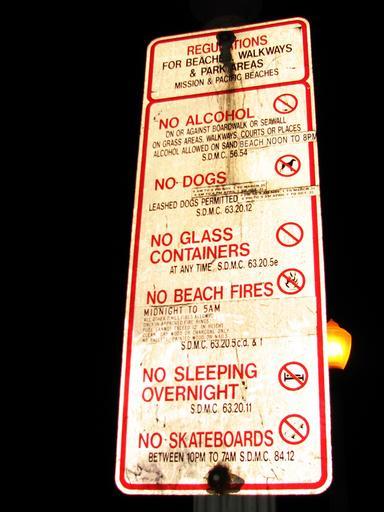 REGULATIONS
FOR BEACHES, WALKWAYS
& PARK AREAS
MISSION & PACIFIC BEACHES
NO ALCOHOL
ON OR AGAINST BOARDWALK OR SEAWALL
ON GRASS AREAS, WALKWAYS, COURTS OR PLACES
ALCOHOL ALLOWED ON SAND BEACH NOON TO 8PM
S.D.M.C. 56.54
NO DOGS
LEASHED DOGS PERMITTED
S.D.M.C. 63.20.12
NO GLASS
CONTAINERS
AT ANY TIME, S.D.M.C. 63.20.5e
NO BEACH FIRES
MIDNIGHT TO 5AM
S.D.M.C. 63.20.5c,d, & 1
NO SLEEPING
OVERNIGHT
S.D.M.C. 63.20.11
NO SKATEBOARDS
BETWEEN 10PM TO 7AM S.D.M.C. 84.12